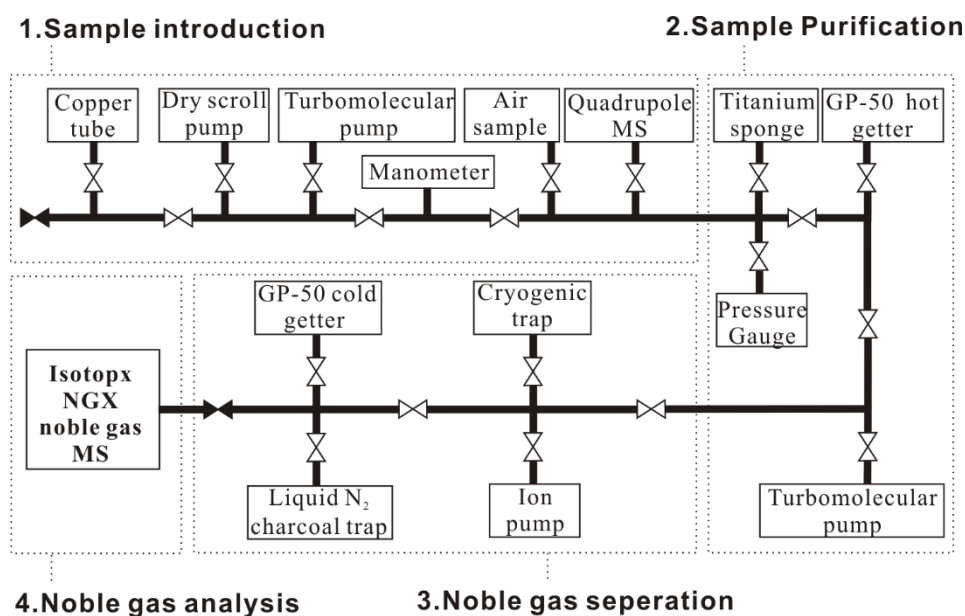 1.Sample introduction
2.Sample Purification
Copper
tube
Dry scroll
pump
Turbomolecular
pump
Air
sample
Quadrupole
MS
Titanium
sponge
GP-50 hot
getter
Manometer
Pressure
Gauge
GP-50 cold
getter
Cryogenic
trap
Isotopx
NGX
noble gas
MS
Liquid N₂
charcoal trap
Ion
pump
Turbomolecular
pump
4.Noble gas analysis
3.Noble gas seperation